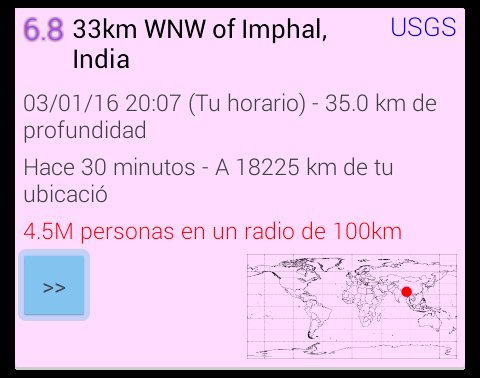 6.8 33km WNW of Imphal, USGS
India
03/01/16 20:07 (Tu horario) - 35.0 km de
profundidad
Hace 30 minutos - A 18225 km de tu
ubicació
4.5M personas en un radio de 100km
>>